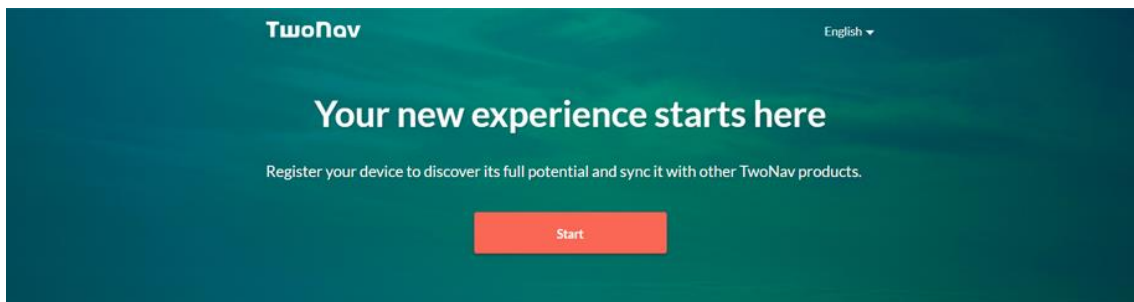 TwoNav
English
Your new experience starts here
Register your device to discover its full potential and sync it with other TwoNav products.
Start